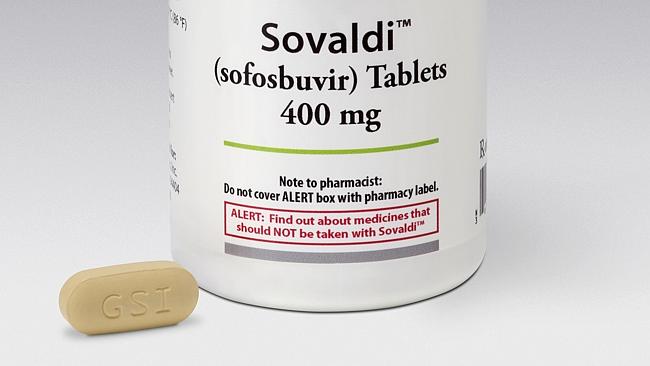 (86 °F)
Sovaldi™
(sofosbuvir) Tablets
400 mg
Note to pharmacist:
Do not cover ALERT box with pharmacy label.
ALERT: Find out about medicines that
should NOT be taken with Sovaldi™
GSI